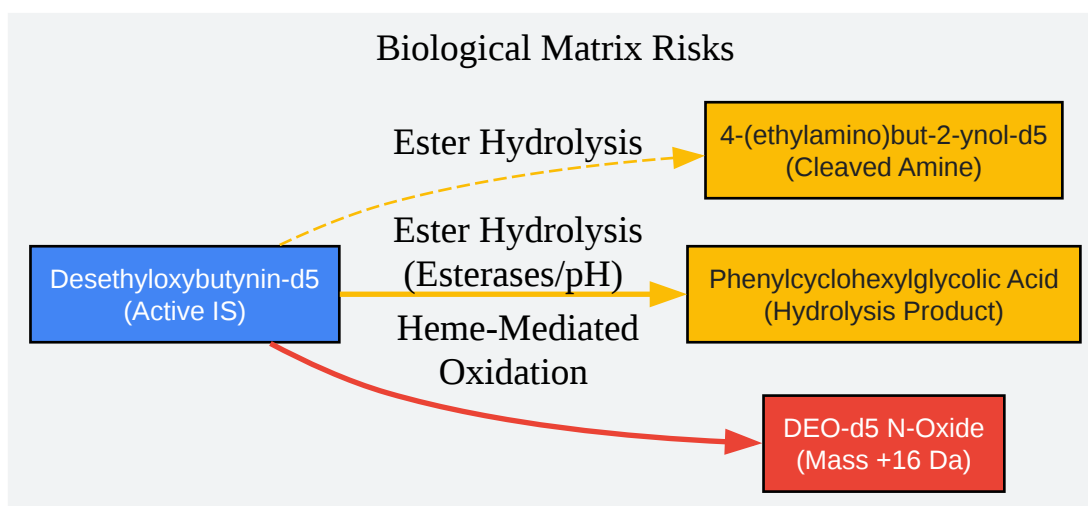 Biological Matrix Risks
Ester Hydrolysis
4-(ethylamino)but-2-ynol-d5
(Cleaved Amine)
Ester Hydrolysis
(Esterases/pH)
Desethyloxybutynin-d5
(Active IS)
Phenylcyclohexylglycolic Acid
(Hydrolysis Product)
Heme-Mediated
Oxidation
DEO-d5 N-Oxide
(Mass +16 Da)